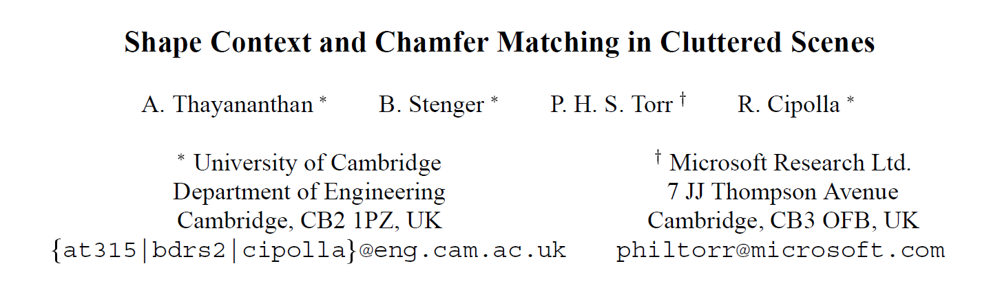 Shape Context and Chamfer Matching in Cluttered Scenes
A. Thayananthan * B. Stenger * P. H. S. Torr † R. Cipolla *
* University of Cambridge
Department of Engineering
Cambridge, CB2 1PZ, UK
{at315|bdrs2|cipolla}@eng.cam.ac.uk
† Microsoft Research Ltd.
7 JJ Thompson Avenue
Cambridge, CB3 OFB, UK
philtorr@microsoft.com